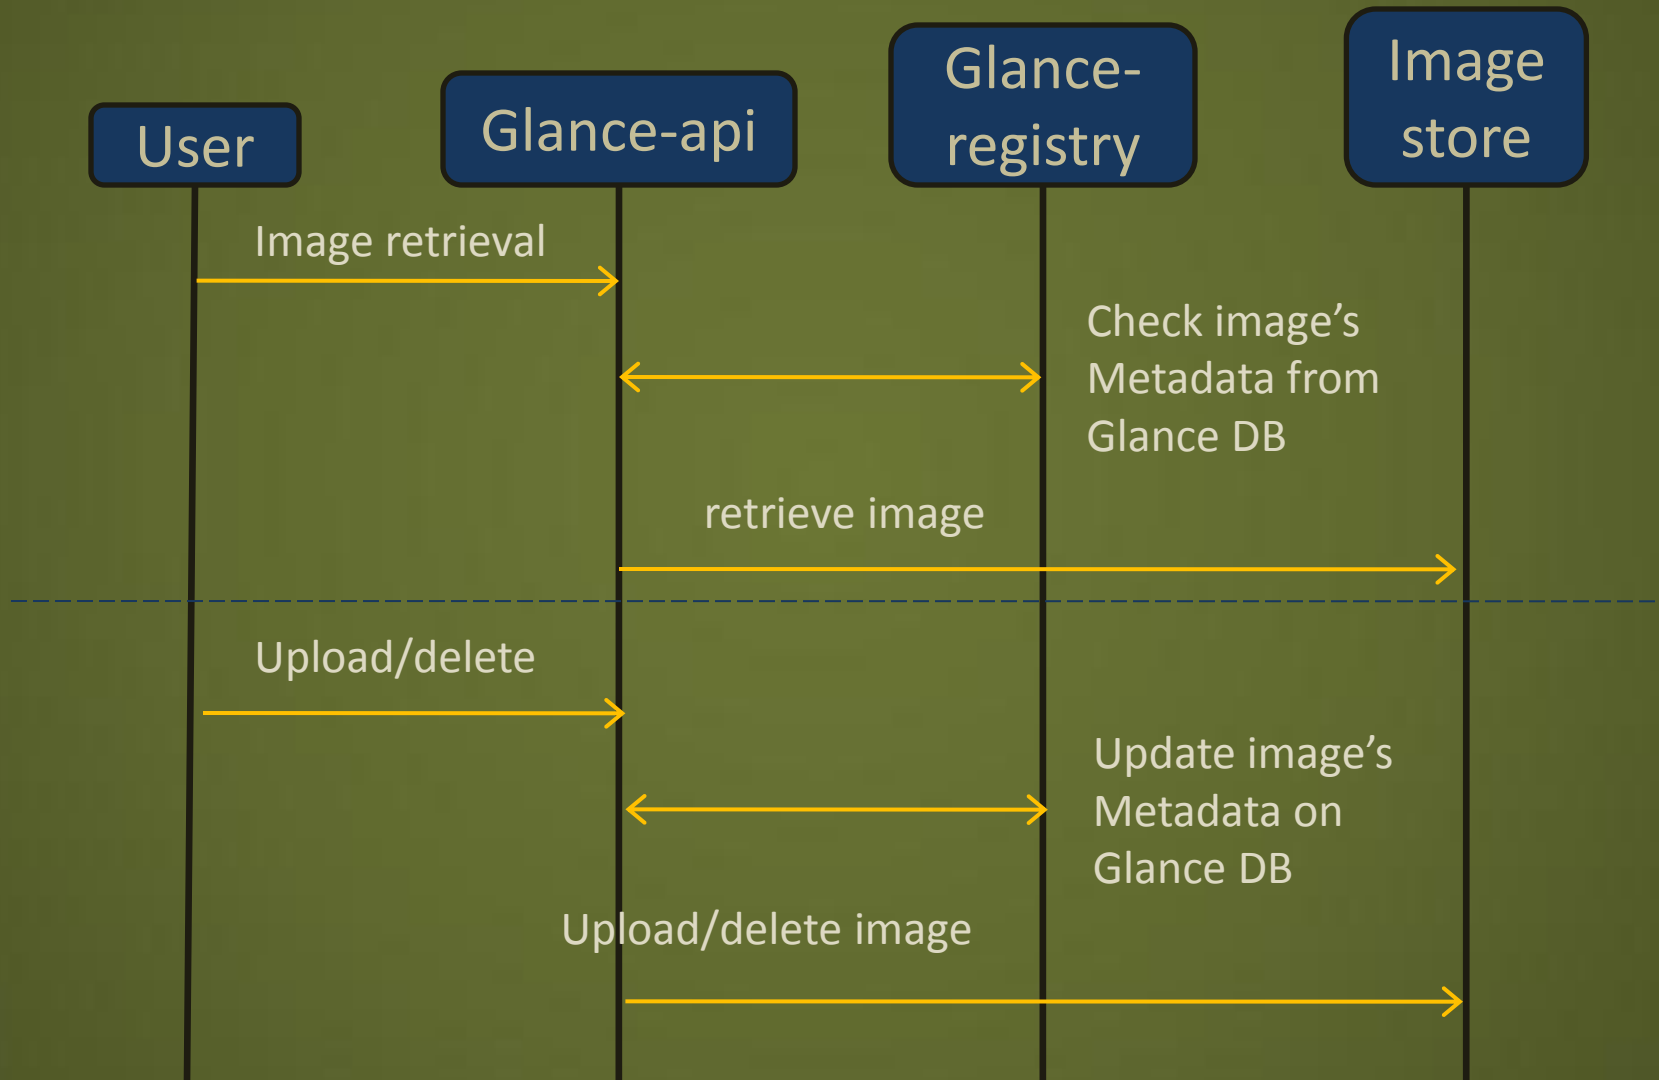 User
Glance-api
Glance-
registry
Image
store
Image retrieval
Check image’s
Metadata from
Glance DB
retrieve image
Upload/delete
Update image’s
Metadata on
Glance DB
Upload/delete image